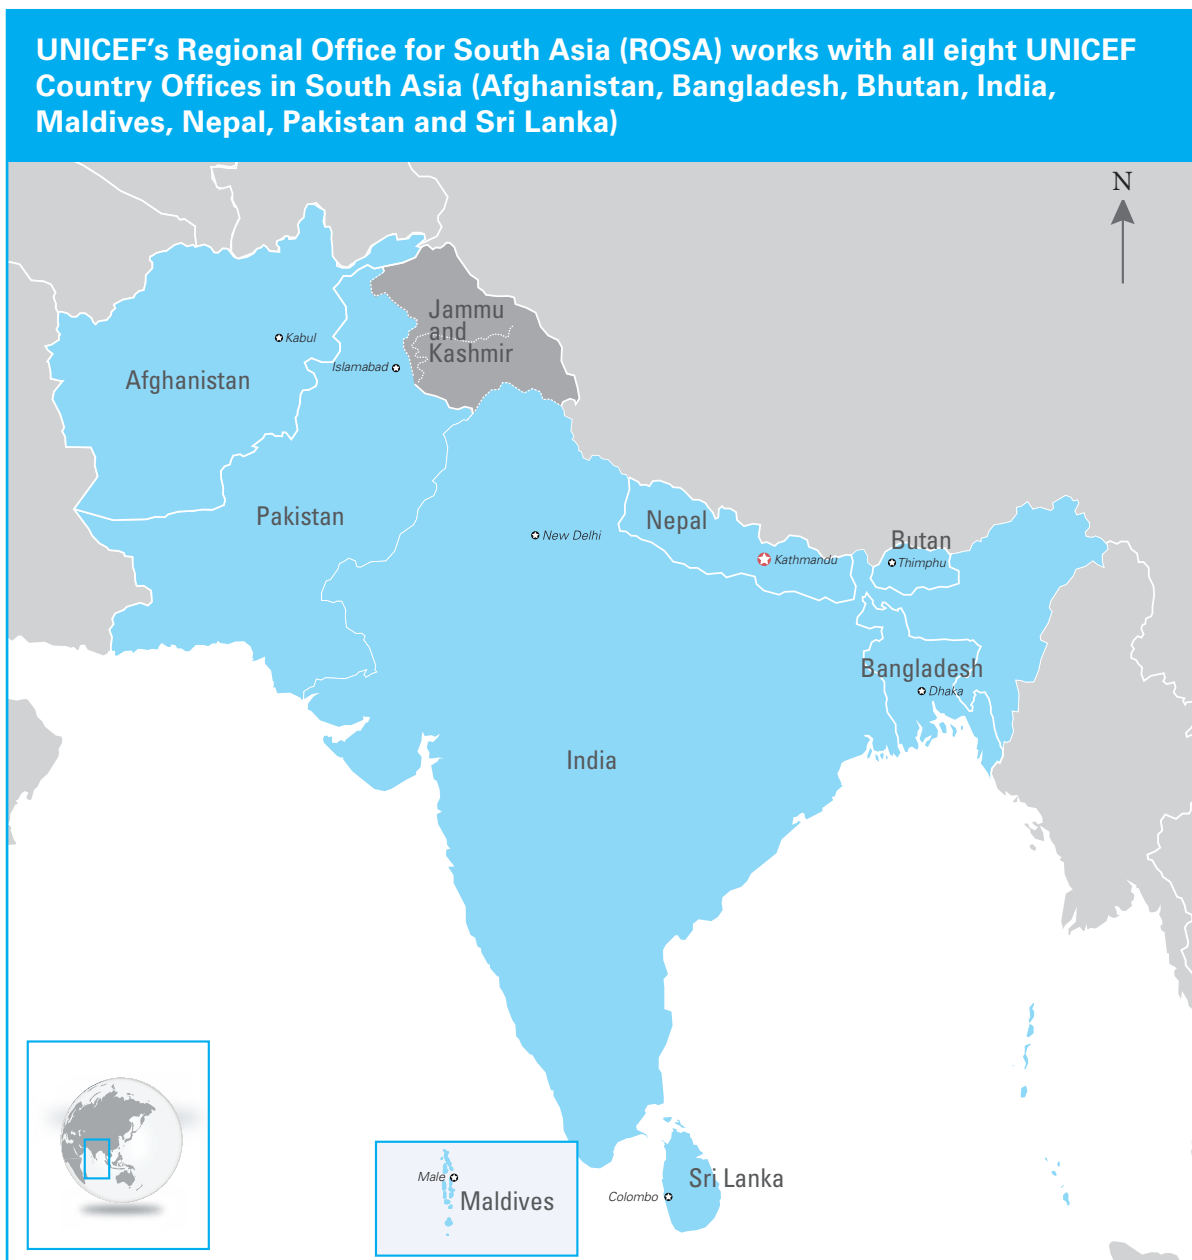 UNICEF’s Regional Office for South Asia (ROSA) works with all eight UNICEF
Country Offices in South Asia (Afghanistan, Bangladesh, Bhutan, India,
Maldives, Nepal, Pakistan and Sri Lanka)
N
Jammu
and
Kashmir
Kabul
Islamabad
Afghanistan
Pakistan
Nepal
New Delhi
Butan
Kathmandu
Thimphu
Bangladesh
Dhaka
India
Male
Maldives
Sri Lanka
Colombo